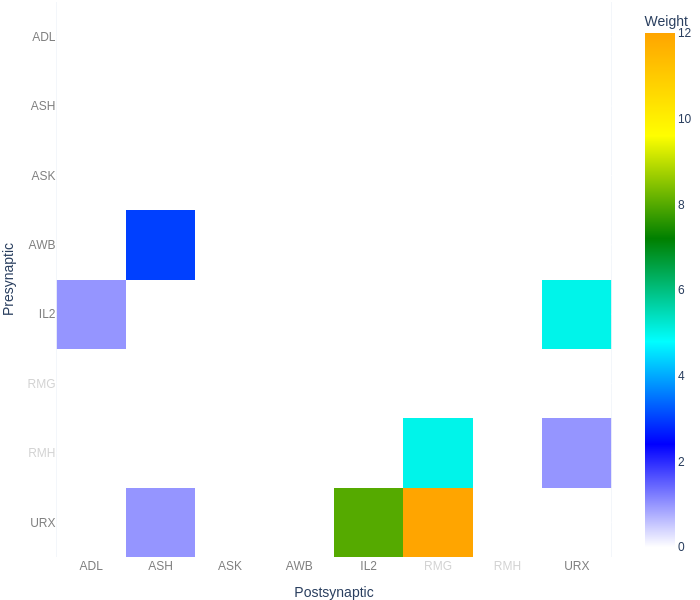 Weight
ADL
ASH
ASK
AWB
IL2
RMG
RMH
URX
Presynaptic
12
10
8
6
4
2
0
ADL ASH ASK AWB IL2 RMG RMH URX
Postsynaptic